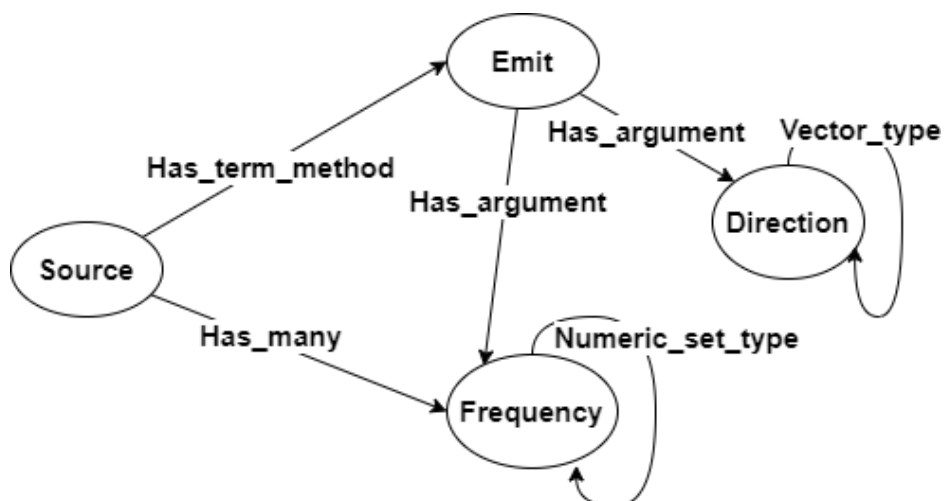 Emit
Has_argument
Vector_type
Has_term_method
Has_argument
Direction
Source
Has_many
Numeric_set_type
Frequency